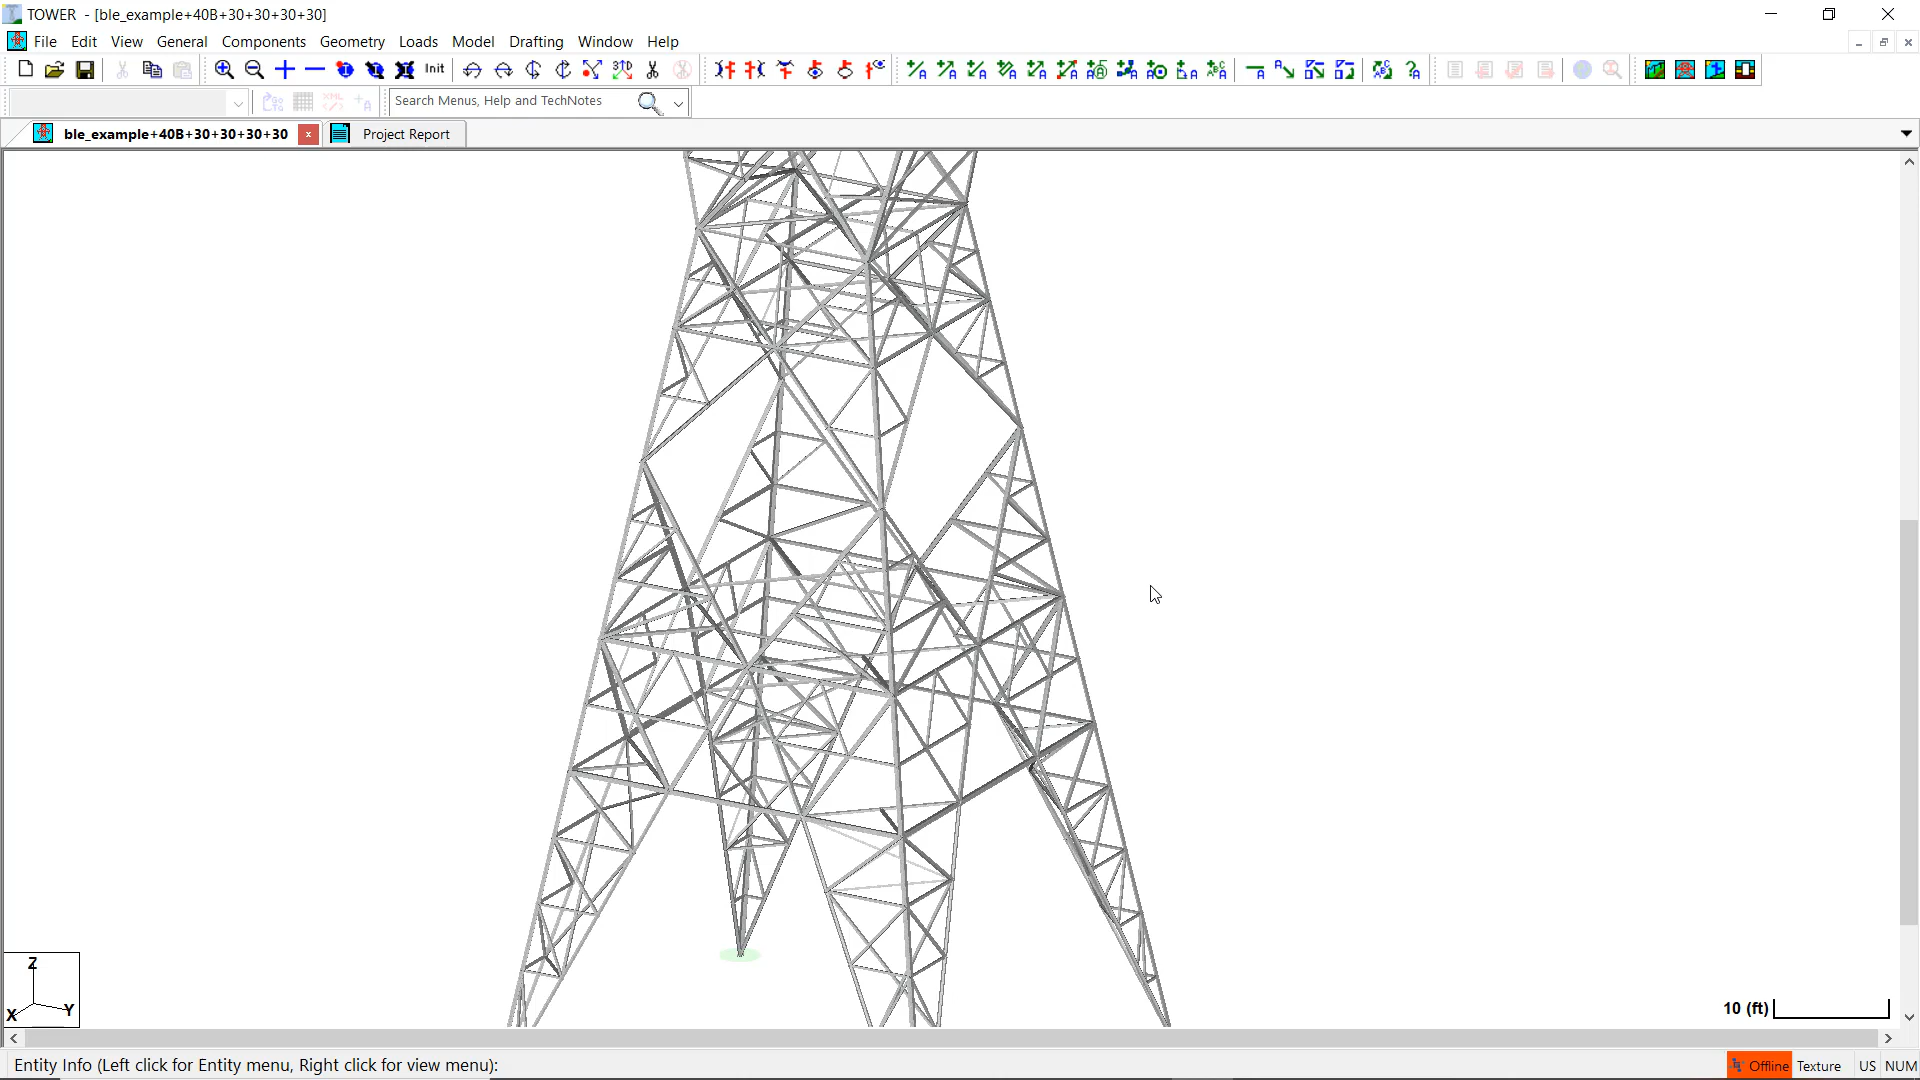 TOWER - [ble_example+40B+30+30+30+30]
File Edit View General Components Geometry Loads Model Drafting Window Help
Init
Search Menus, Help and TechNotes
ble_example+40B+30+30+30+30 x Project Report
Z
X Y
10 (ft)
Entity Info (Left click for Entity menu, Right click for view menu):
Offline Texture US NUM